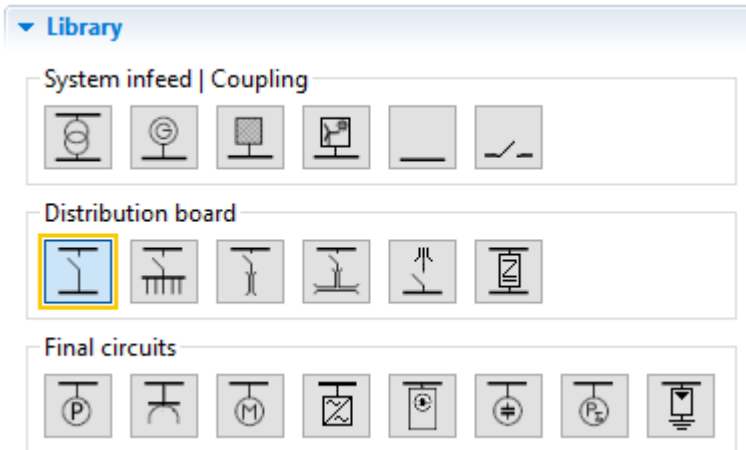 Library
System infeed | Coupling
G
Distribution board
Final circuits
P
M
P